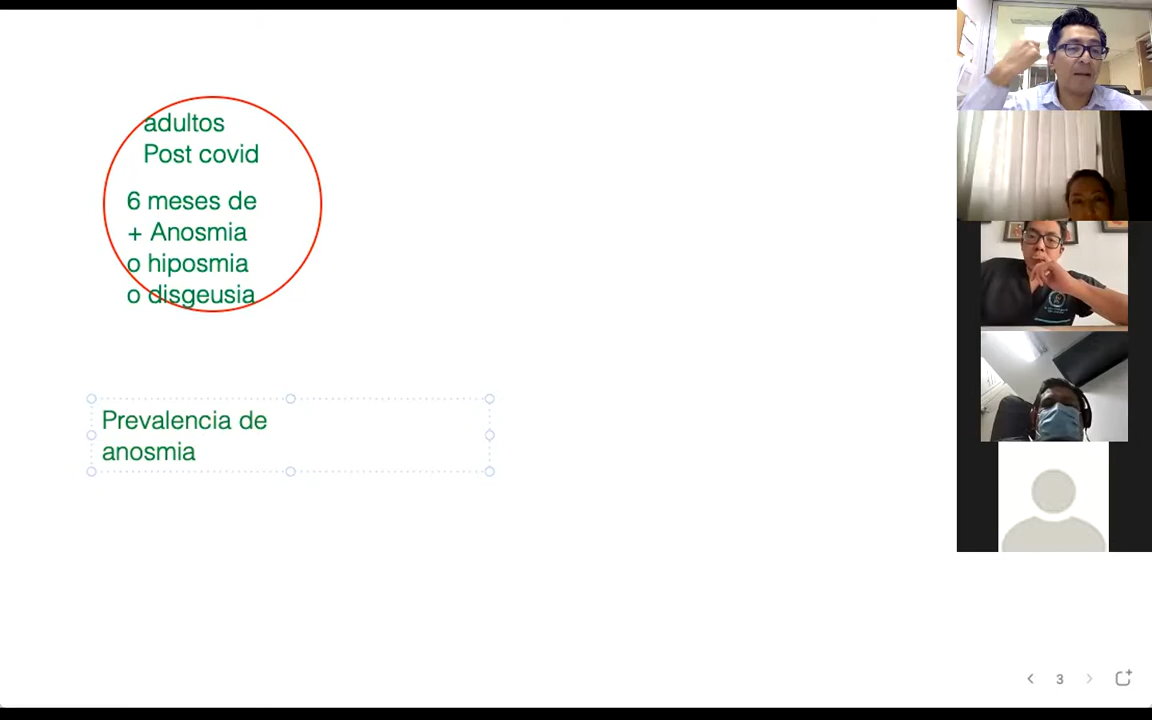 adultos
Post covid
6 meses de
+ Anosmia
o hiposmia
o disgeusia
Prevalencia de
anosmia
3